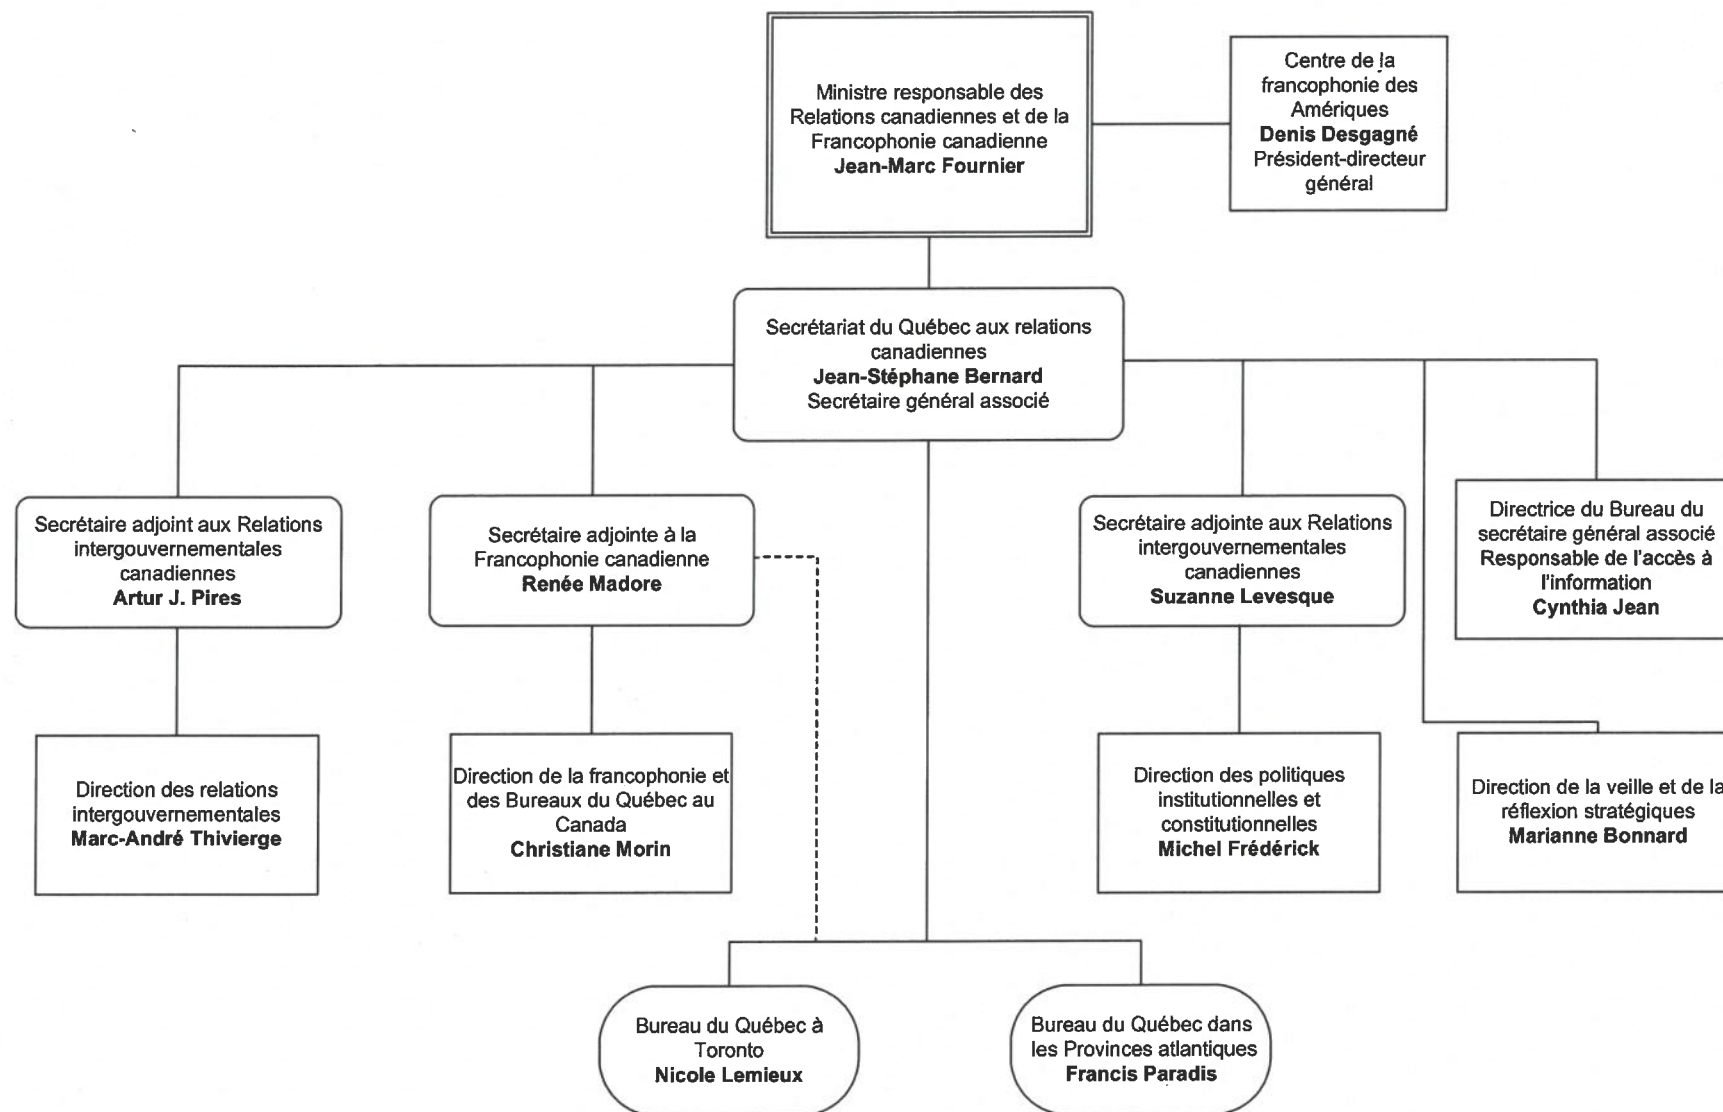 Ministre responsable des
Relations canadiennes et de la
Francophonie canadienne
Jean-Marc Fournier
Centre de la
francophonie des
Amériques
Denis Desgagné
Président-directeur
général
Secrétariat du Québec aux relations
canadiennes
Jean-Stéphane Bernard
Secrétaire général associé
Secrétaire adjoint aux Relations
intergouvernementales
canadiennes
Artur J. Pires
Secrétaire adjointe à la
Francophonie canadienne
Renée Madore
Secrétaire adjointe aux Relations
intergouvernementales
canadiennes
Suzanne Levesque
Directrice du Bureau du
secrétaire général associé
Responsable de l'accès à
l'information
Cynthia Jean
Direction des relations
intergouvernementales
Marc-André Thivierge
Direction de la francophonie et
des Bureaux du Québec au
Canada
Christiane Morin
Direction des politiques
institutionnelles et
constitutionnelles
Michel Frédérick
Direction de la veille et de la
réflexion stratégiques
Marianne Bonnard
Bureau du Québec à
Toronto
Nicole Lemieux
Bureau du Québec dans
les Provinces atlantiques
Francis Paradis